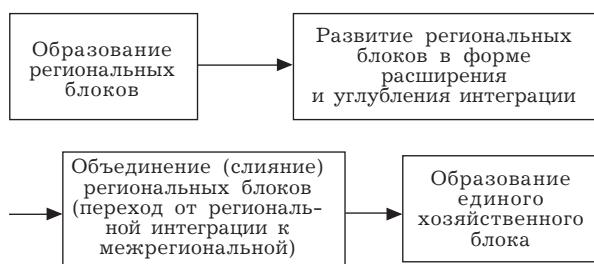 Образование
региональных
блоков
Развитие региональных
блоков в форме
расширения
и углубления интеграции
Объединение (слияние)
региональных блоков
(переход от региональ-
ной интеграции к
межрегиональной)
Образование
единого
хозяйственного
блока